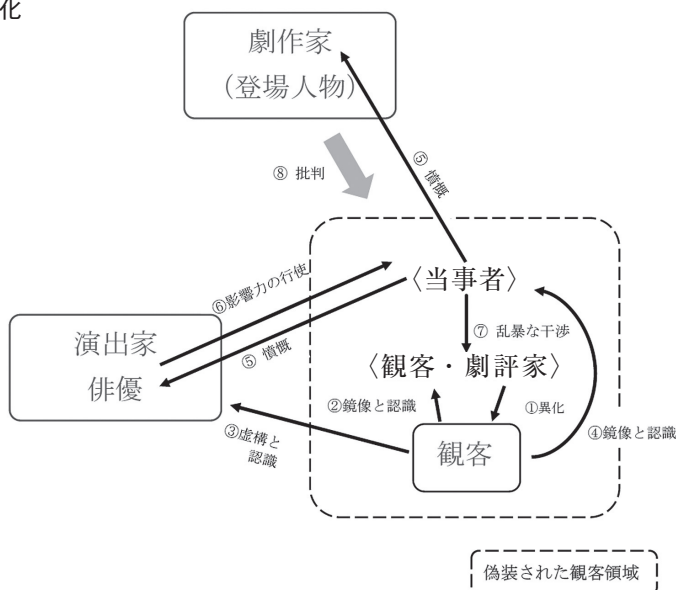 化
劇作家
（登場人物）
⑧ 批判
⑤ 憤慨
〈当事者〉
⑥影響力の行使
⑤ 憤慨
⑦ 乱暴な干渉
演出家
俳優
〈観客・劇評家〉
②鏡像と認識
①異化
③虚構と
認識
観客
④鏡像と認識
偽装された観客領域